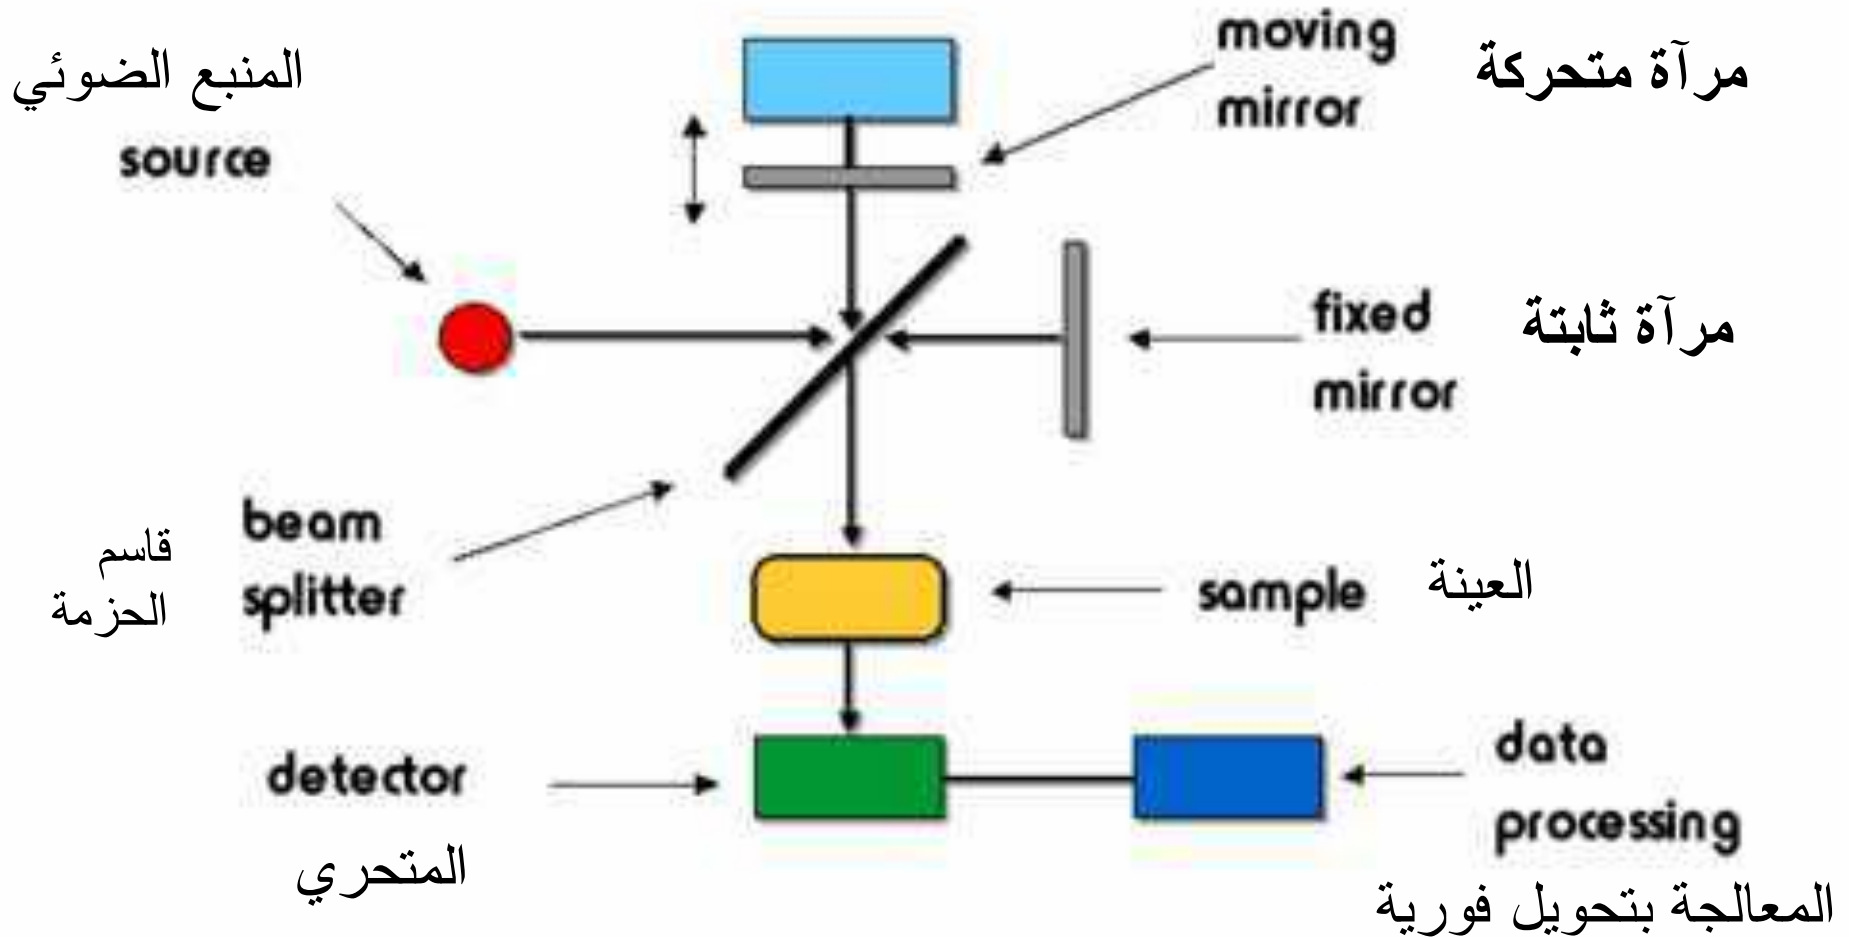 moving
mirror
مرآة متحركة
المنبع الضوئي
source
fixed
mirror
مرآة ثابتة
beam
splitter
قاسم
الحزمة
sample
العينة
detector
المتحري
data
processing
المعالجة بتحويل فورية